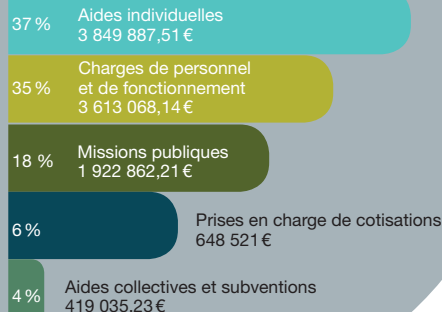 37 % Aides individuelles
3 849 887,51 €
Charges de personnel
35 % et de fonctionnement
3 613 068,14 €
18 % Missions publiques
1 922 862,21 €
6 % Prises en charge de cotisations
648 521 €
4 % Aides collectives et subventions
419 035,23 €